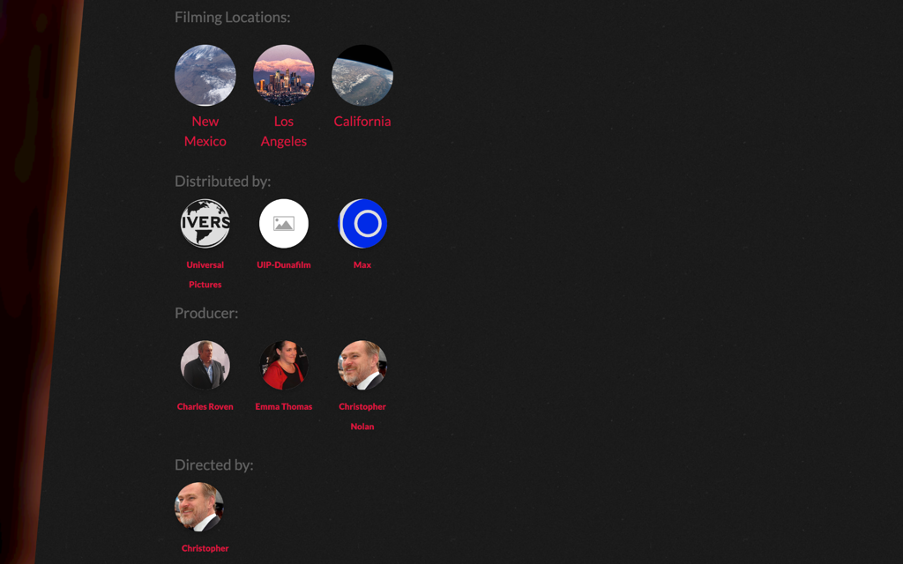 Filming Locations:
New Los California
Mexico Angeles
Distributed by:
IVERS
Universal UIP-Dunafilm Max
Pictures
Producer:
Charles Roven Emma Thomas Christopher
Nolan
Directed by:
Christopher